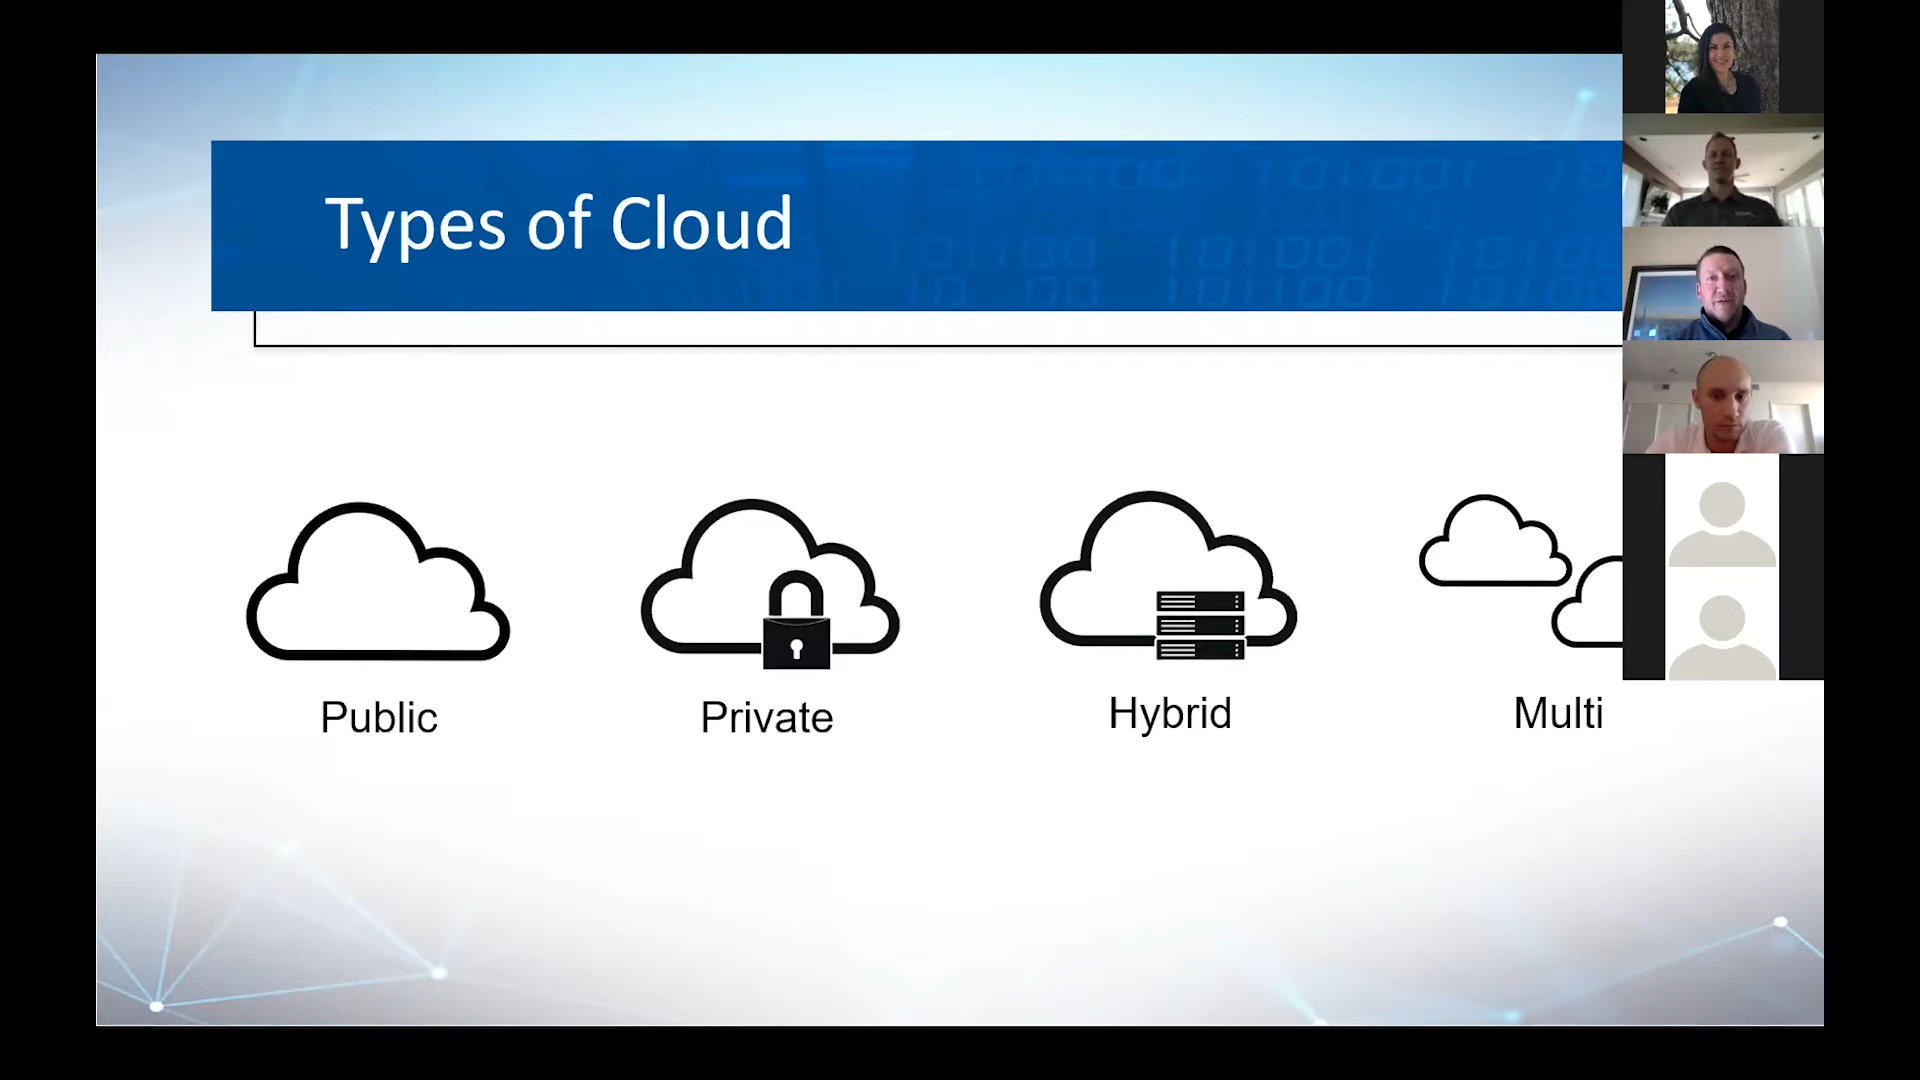 Types of Cloud
Public
Private
Hybrid
Multi